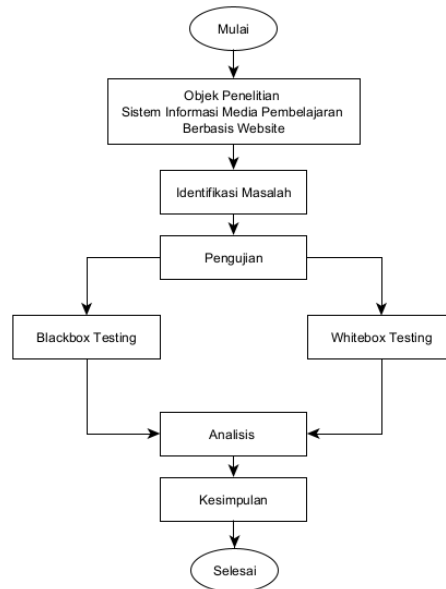 Mulai
Objek Penelitian
Sistem Informasi Media Pembelajaran
Berbasis Website
Identifikasi Masalah
Pengujian
Blackbox Testing
Whitebox Testing
Analisis
Kesimpulan
Selesai